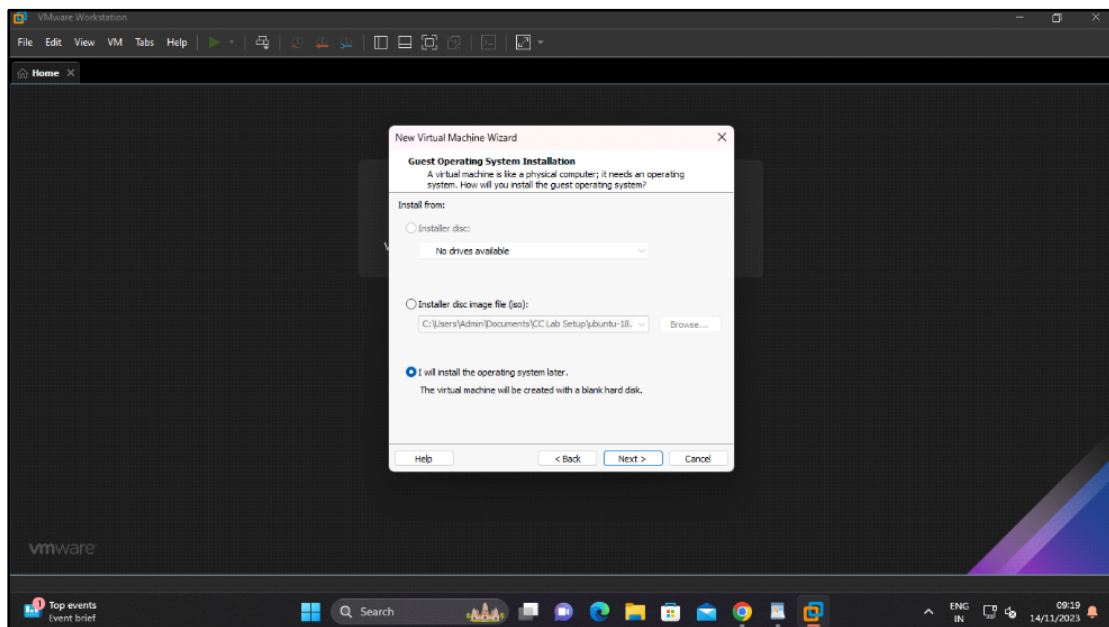 VMware Workstation
File Edit View VM Tabs Help
Home
New Virtual Machine Wizard
Guest Operating System Installation
A virtual machine is like a physical computer; it needs an operating
system. How will you install the guest operating system?
Install from:
Installer disc:
No drives available
Installer disc image file (iso):
C:\Users\Admin\Documents\CC Lab Setup\ubuntu-18.
Browse...
I will install the operating system later.
The virtual machine will be created with a blank hard disk.
Help < Back Next > Cancel
vmware
1
Top events
Event brief
Search
ENG
IN
09:19
14/11/2023